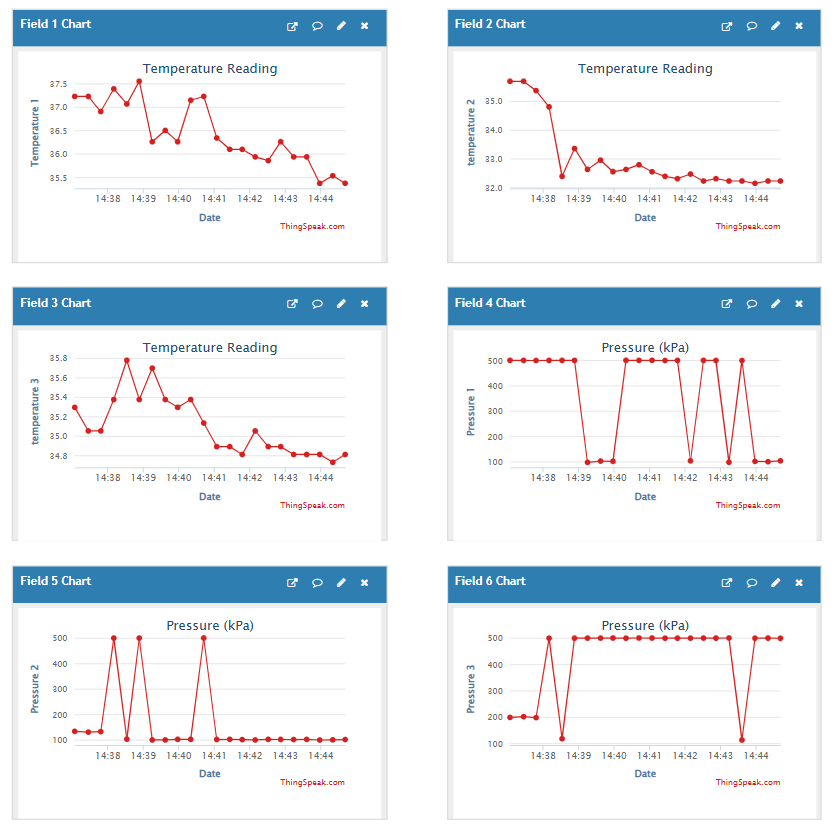 Field 1 Chart
Temperature Reading
Temperature 1
37.5
37.0
36.5
36.0
35.5
14:38 14:39 14:40 14:41 14:42 14:43 14:44
Date
ThingSpeak.com
Field 2 Chart
Temperature Reading
temperature 2
35.0
34.0
33.0
32.0
14:38 14:39 14:40 14:41 14:42 14:43 14:44
Date
ThingSpeak.com
Field 3 Chart
Temperature Reading
temperature 3
35.8
35.6
35.4
35.2
35.0
34.8
14:38 14:39 14:40 14:41 14:42 14:43 14:44
Date
ThingSpeak.com
Field 4 Chart
Pressure (kPa)
Pressure 1
500
400
300
200
100
14:38 14:39 14:40 14:41 14:42 14:43 14:44
Date
ThingSpeak.com
Field 5 Chart
Pressure (kPa)
Pressure 2
500
400
300
200
100
14:38 14:39 14:40 14:41 14:42 14:43 14:44
Date
ThingSpeak.com
Field 6 Chart
Pressure (kPa)
Pressure 3
500
400
300
200
100
14:38 14:39 14:40 14:41 14:42 14:43 14:44
Date
ThingSpeak.com